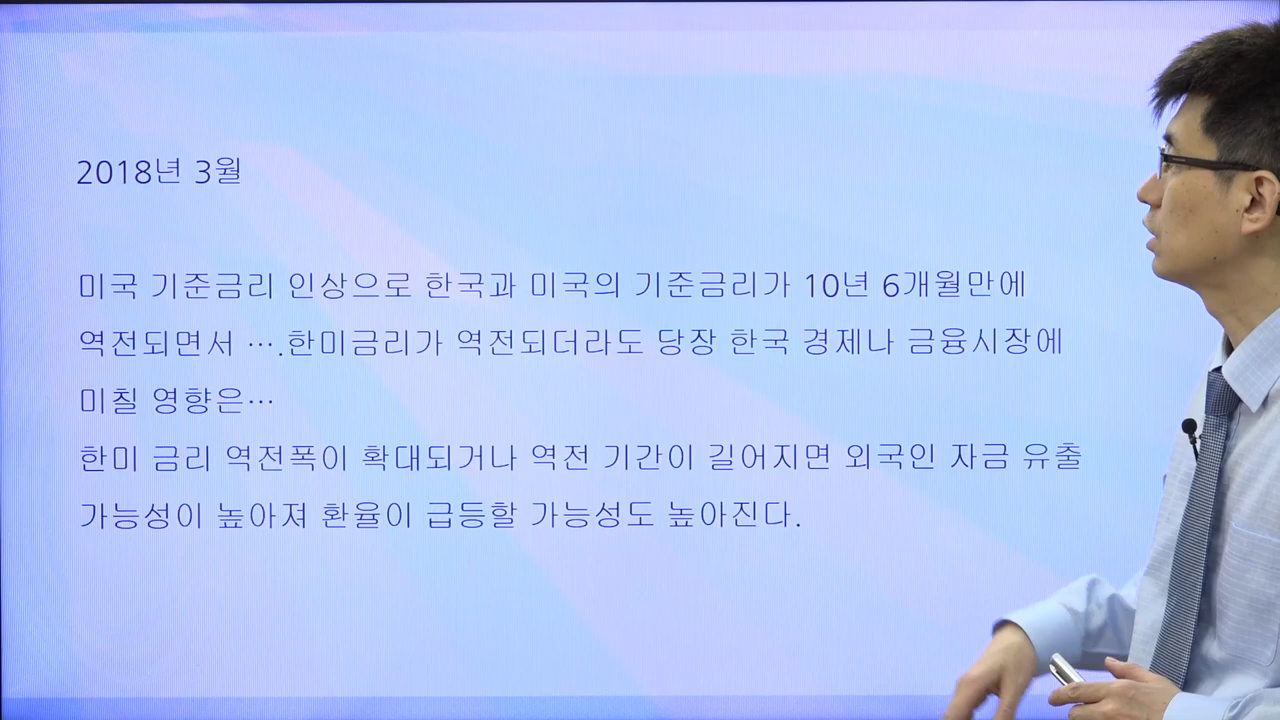 2018년 3월
미국 기준금리 인상으로 한국과 미국의 기준금리가 10년 6개월만에
역전되면서 ….한미금리가 역전되더라도 당장 한국 경제나 금융시장에
미칠 영향은…
한미 금리 역전폭이 확대되거나 역전 기간이 길어지면 외국인 자금 유출
가능성이 높아져 환율이 급등할 가능성도 높아진다.